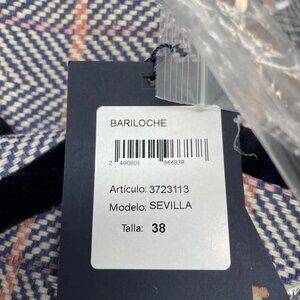 BARILOCHE
2 490001 966838
Artículo: 3723113
Modelo: SEVILLA
Talla: 38